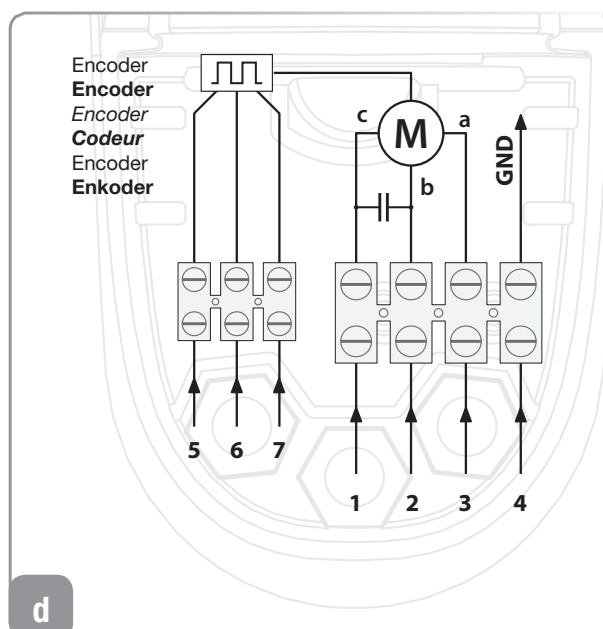 Encoder
Encoder
Encoder
Codeur
Encoder
Enkoder
c
M
a
b
GND
5 6 7
1 2 3 4
d